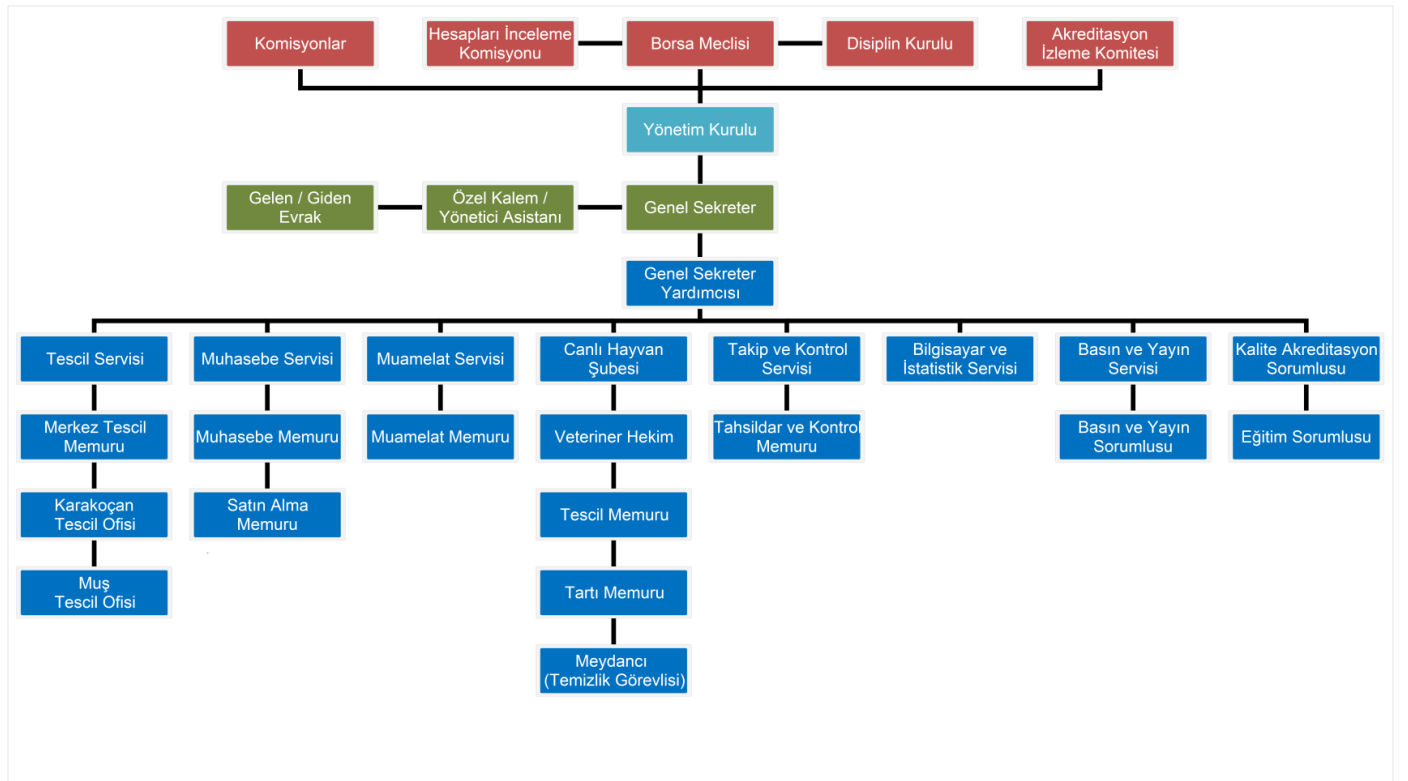 Komisyonlar
Hesapları İnceleme
Komisyonu
Borsa Meclisi
Disiplin Kurulu
Akreditasyon
İzleme Komitesi
Yönetim Kurulu
Gelen / Giden
Evrak
Özel Kalem /
Yönetici Asistanı
Genel Sekreter
Genel Sekreter
Yardımcısı
Tescil Servisi
Muhasebe Servisi
Muamelat Servisi
Canlı Hayvan
Şubesi
Takip ve Kontrol
Servisi
Bilgisayar ve
İstatistik Servisi
Basın ve Yayın
Servisi
Kalite Akreditasyon
Sorumlusu
Merkez Tescil
Memuru
Muhasebe Memuru
Muamelat Memuru
Veteriner Hekim
Tahsildar ve Kontrol
Memuru
Basın ve Yayın
Sorumlusu
Eğitim Sorumlusu
Karakoçan
Tescil Ofisi
Satın Alma
Memuru
Tescil Memuru
Muş
Tescil Ofisi
Tartı Memuru
Meydancı
(Temizlik Görevlisi)